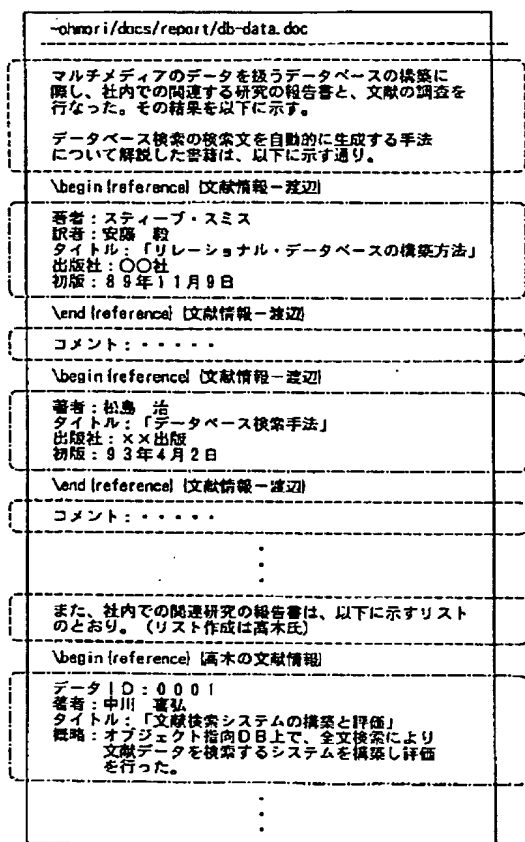 ~ohmori/docs/report/db-data.doc
マルチメディアのデータを扱うデータベースの構築に
際し、社内での関連する研究の報告書と、文献の調査を
行なった。その結果を以下に示す。
データベース検索の検索文を自動的に生成する手法
について解説した書籍は、以下に示す通り。
\begin{reference} {文献情報－渡辺}
著者：スティーブ・スミス
訳者：安藤 毅
タイトル：「リレーショナル・データベースの構築方法」
出版社：○○社
初版：89年11月9日
\end{reference} {文献情報－渡辺}
コメント：・・・・・
\begin{reference} {文献情報－渡辺}
著者：松島 治
タイトル：「データベース検索手法」
出版社：××出版
初版：93年4月2日
\end{reference} {文献情報－渡辺}
コメント：・・・・・
また、社内での関連研究の報告書は、以下に示すリスト
のとおり。（リスト作成は高木氏）
\begin{reference} {高木の文献情報}
データID：0001
著者：中川 喜弘
タイトル：「文献検索システムの構築と評価」
概略：オブジェクト指向DB上で、全文検索により
文献データを検索するシステムを構築し評価
を行った。